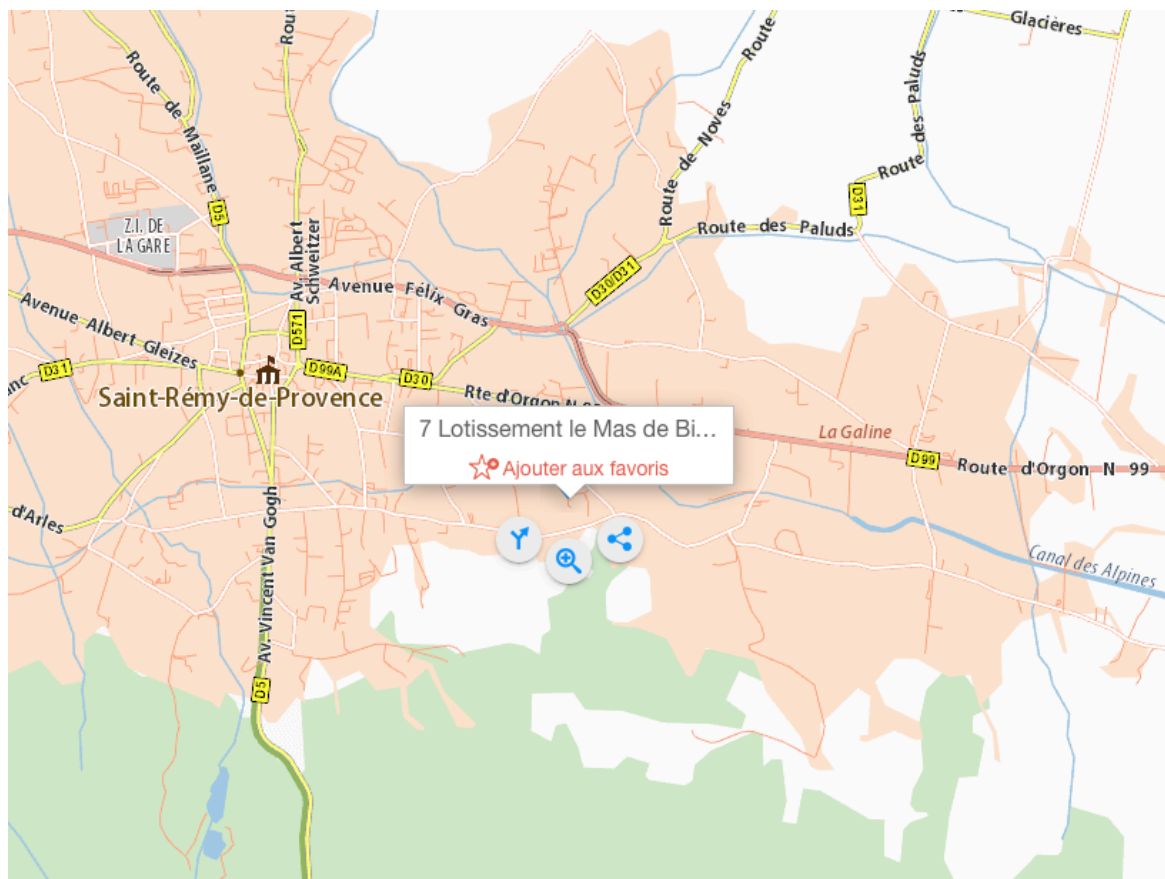 Glacières
Rou
Route
Route de Maillane
Route de Noves
Route des Paluds
Route des Paluds
D31
D5
Z.I. DE
LA GARE
Av. Albert
Schweitzer
D30/D31
Avenue Félix Gras
Avenue Albert Gleizes
D571
D31
D99A
D30
Rte d'Orgon N
Saint-Rémy-de-Provence
7 Lotissement le Mas de Bi...
Ajouter aux favoris
La Galine
D99
Route d'Orgon N 99
d'Arles
Av. Vincent Van Gogh
Canal des Alpines
D5